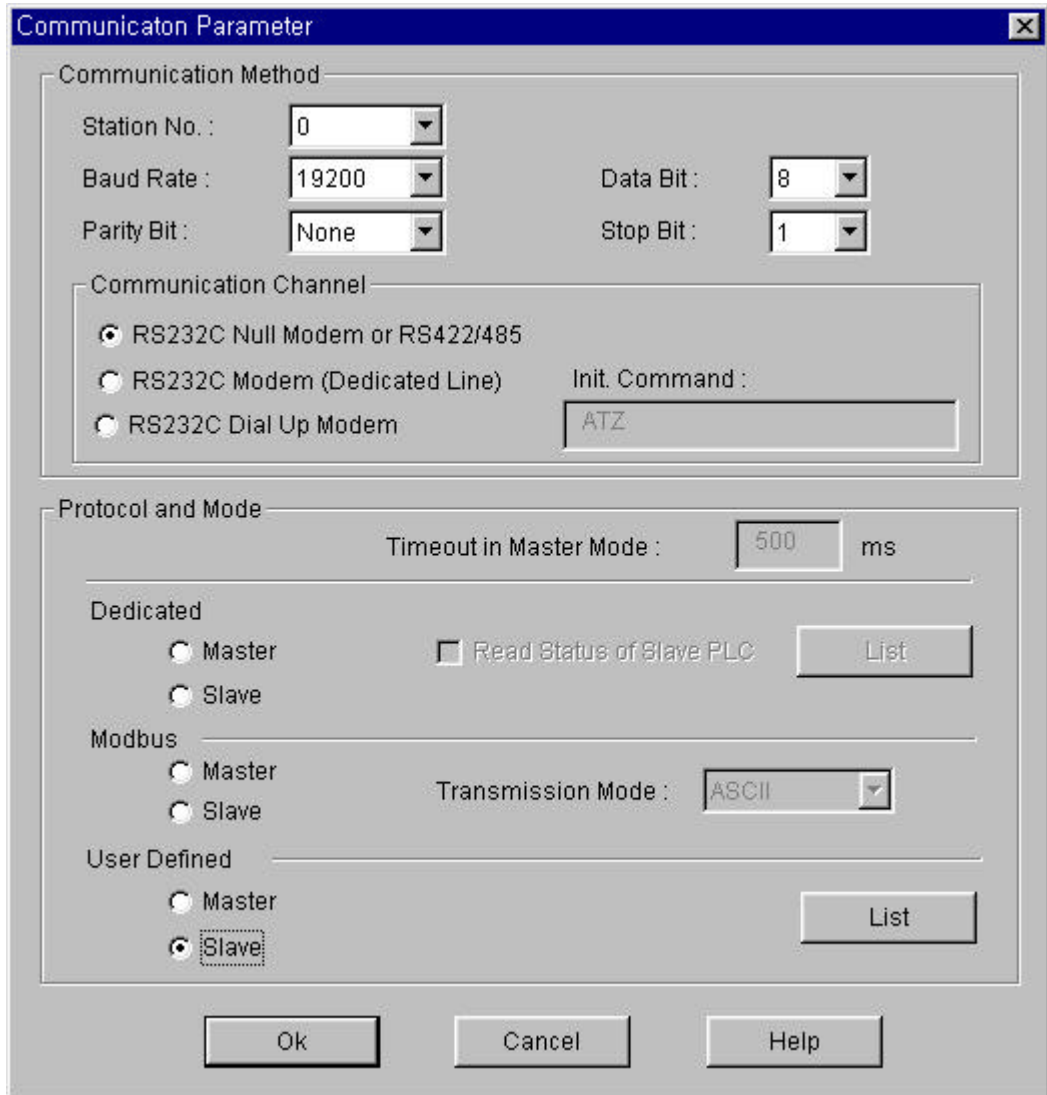 Communicaton Parameter
Communication Method
Station No. : 0
Baud Rate : 19200 Data Bit : 8
Parity Bit : None Stop Bit : 1
Communication Channel
RS232C Null Modem or RS422/485
RS232C Modem (Dedicated Line) Init. Command :
RS232C Dial Up Modem ATZ
Protocol and Mode
Timeout in Master Mode : 500 ms
Dedicated
Master Read Status of Slave PLC List
Slave
Modbus
Master
Transmission Mode : ASCII
Slave
User Defined
Master
List
Slave
Ok Cancel Help